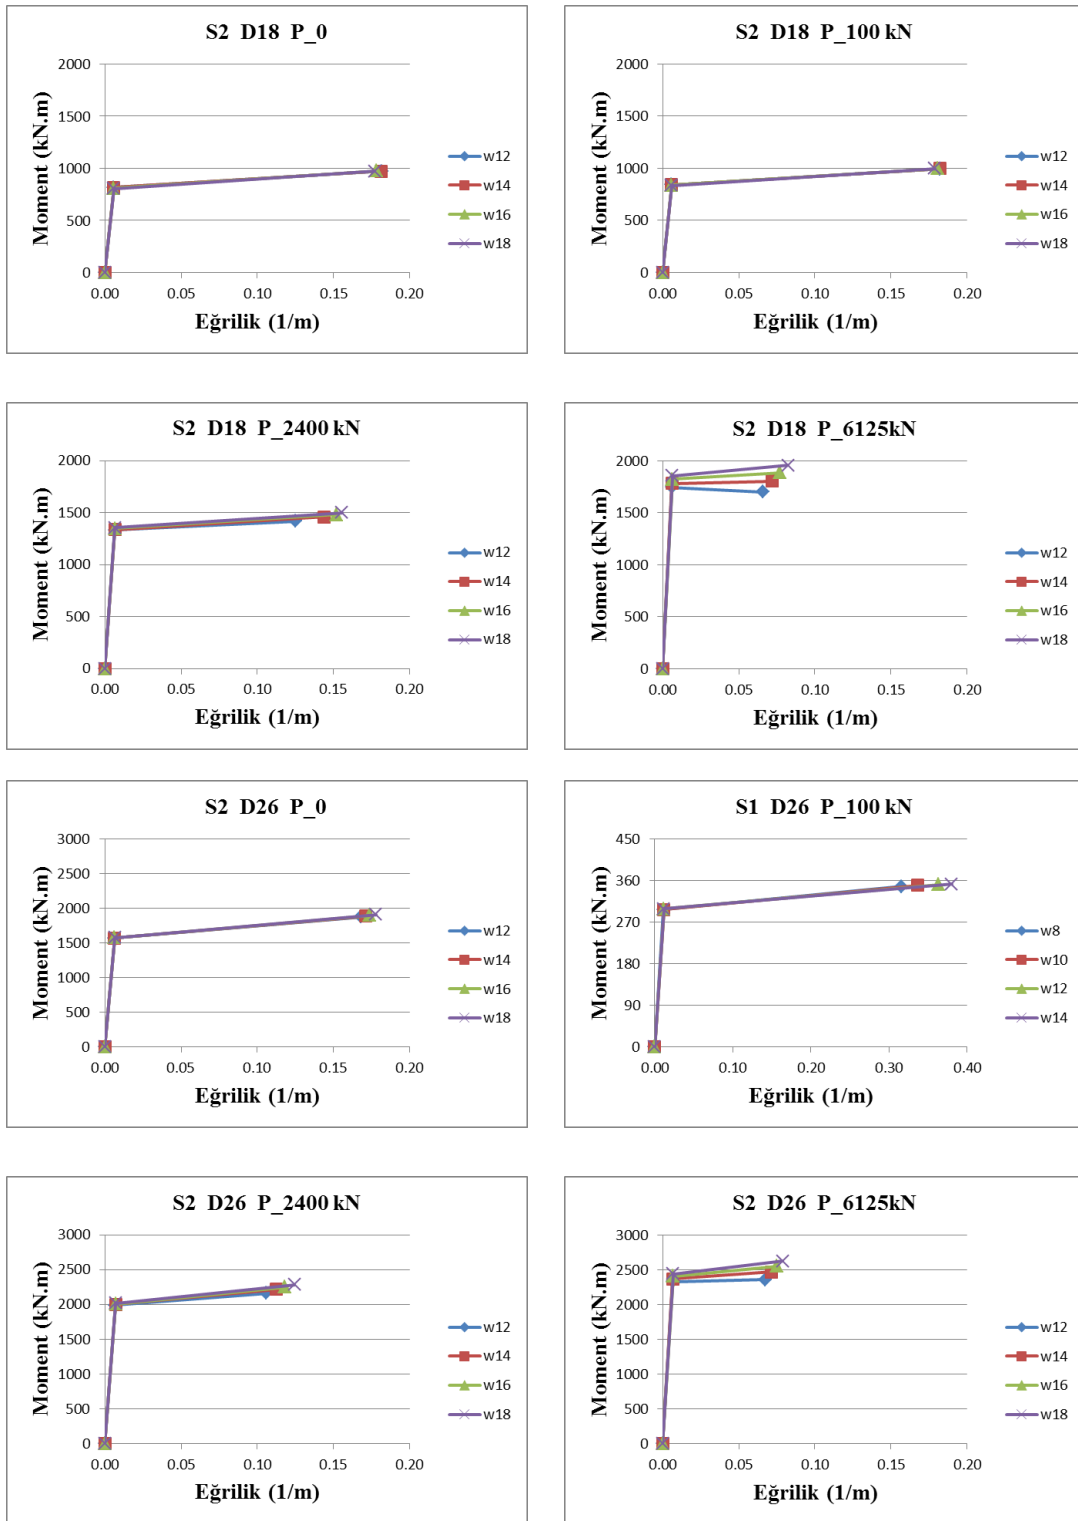 S2 D18 P_0
Moment (kN.m)
2000
1500
1000
500
0
0.00 0.05 0.10 0.15 0.20
Eğrilik (1/m)
w12
w14
w16
w18
S2 D18 P_100 kN
Moment (kN.m)
2000
1500
1000
500
0
0.00 0.05 0.10 0.15 0.20
Eğrilik (1/m)
w12
w14
w16
w18
S2 D18 P_2400 kN
Moment (kN.m)
2000
1500
1000
500
0
0.00 0.05 0.10 0.15 0.20
Eğrilik (1/m)
w12
w14
w16
w18
S2 D18 P_6125kN
Moment (kN.m)
2000
1500
1000
500
0
0.00 0.05 0.10 0.15 0.20
Eğrilik (1/m)
w12
w14
w16
w18
S2 D26 P_0
Moment (kN.m)
3000
2500
2000
1500
1000
500
0
0.00 0.05 0.10 0.15 0.20
Eğrilik (1/m)
w12
w14
w16
w18
S1 D26 P_100 kN
Moment (kN.m)
450
360
270
180
90
0
0.00 0.10 0.20 0.30 0.40
Eğrilik (1/m)
w8
w10
w12
w14
S2 D26 P_2400 kN
Moment (kN.m)
3000
2500
2000
1500
1000
500
0
0.00 0.05 0.10 0.15 0.20
Eğrilik (1/m)
w12
w14
w16
w18
S2 D26 P_6125kN
Moment (kN.m)
3000
2500
2000
1500
1000
500
0
0.00 0.05 0.10 0.15 0.20
Eğrilik (1/m)
w12
w14
w16
w18